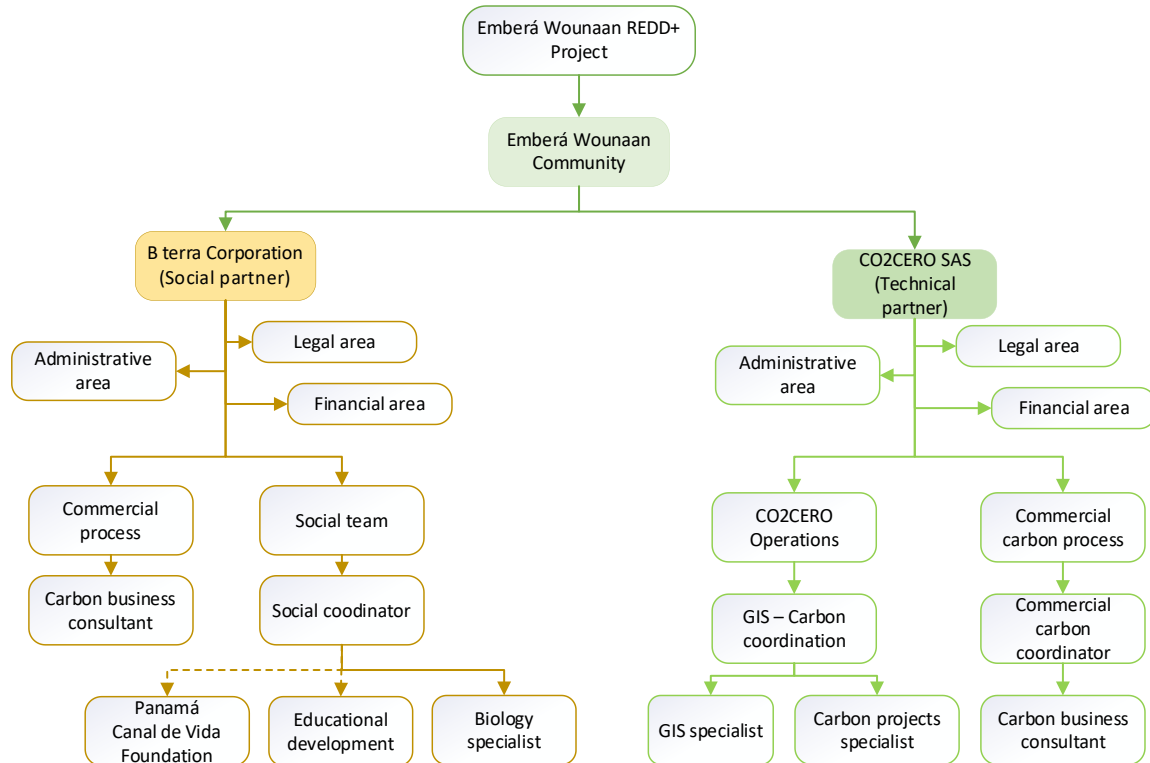 Emberá Wounaan REDD+
Project
Emberá Wounaan
Community
B terra Corporation
(Social partner)
CO2CERO SAS
(Technical
partner)
Legal area
Administrative
area
Financial area
Legal area
Administrative
area
Financial area
Commercial
process
Social team
CO2CERO
Operations
Commercial
carbon process
Carbon business
consultant
Social coodinator
GIS – Carbon
coordination
Commercial
carbon
coordinator
Panamá
Canal de Vida
Foundation
Educational
development
Biology
specialist
GIS specialist
Carbon projects
specialist
Carbon business
consultant